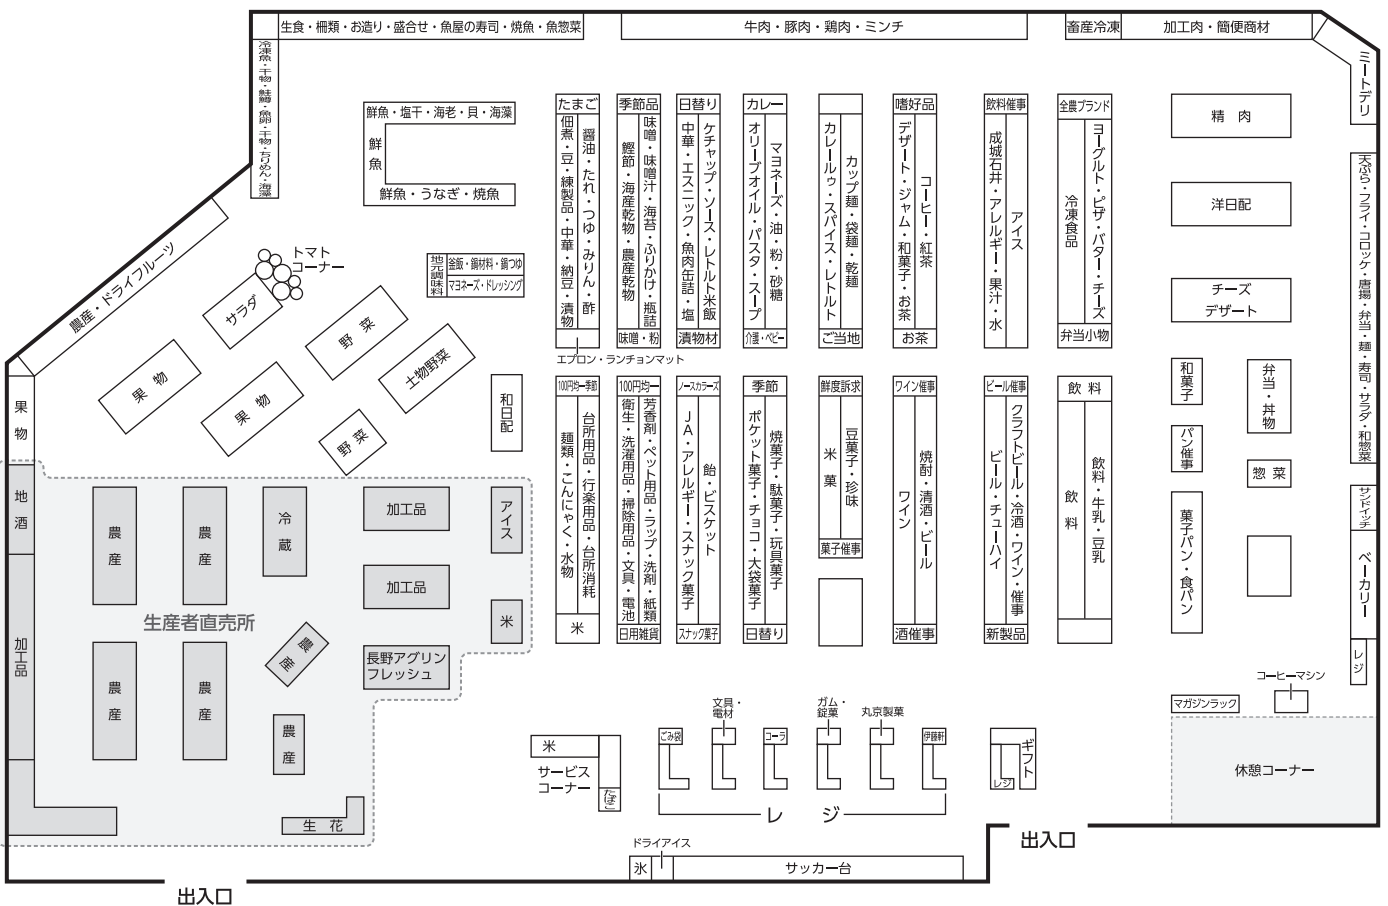 生食・柵類・お造り・盛合せ・魚屋の寿司・焼魚・魚惣菜
牛肉・豚肉・鶏肉・ミンチ
畜産冷凍
加工肉・簡便商材
ミートデリ
冷凍魚・干物・鮭鱒・魚卵・干物・ちりめん・海藻
鮮魚・塩干・海老・貝・海藻
鮮魚
鮮魚・うなぎ・焼魚
農産・ドライフルーツ
トマト
コーナー
サラダ
地元調味料
釜飯・鍋材料・鍋つゆ
マヨネーズ・ドレッシング
野菜
土物野菜
果物
果物
野菜
和日配
果物
たまご
佃煮・豆・練製品・中華・納豆・漬物
醤油・たれ・つゆ・みりん・酢
エプロン・ランチョンマット
季節品
鰹節・海産乾物・農産乾物
味噌・味噌汁・海苔・ふりかけ・瓶詰
味噌・粉
日替り
中華・エスニック・魚肉缶詰・塩
ケチャップ・ソース・レトルト米飯
漬物材
カレー
オリーブオイル・パスタ・スープ
マヨネーズ・油・粉・砂糖
介護・ベビー
カレールゥ・スパイス・レトルト
カップ麺・袋麺・乾麺
ご当地
嗜好品
デザート・ジャム・和菓子・お茶
コーヒー・紅茶
お茶
飲料催事
成城石井・アレルギー・果汁・水
アイス
全農ブランド
冷凍食品
ヨーグルト・ピザ・バター・チーズ
弁当小物
精肉
洋日配
チーズ
デザート
和菓子
パン催事
菓子パン・食パン
弁当・丼物
惣菜
天ぷら・フライ・コロッケ・唐揚・弁当・麺・寿司・サラダ・和惣菜
サンドイッチ
ベーカリー
レジ
100円均一季節
麺類・こんにゃく・水物
台所用品・行楽用品・台所消耗
米
100円均一
衛生・洗濯用品・掃除用品・文具・電池
芳香剤・ペット用品・ラップ・洗剤・紙類
日用雑貨
ノースカラーズ
JA・アレルギー・スナック菓子
飴・ビスケット
スナック菓子
季節
ポケット菓子・チョコ・大袋菓子
焼菓子・駄菓子・玩具菓子
日替り
鮮度訴求
米菓
豆菓子・珍味
菓子催事
ワイン催事
ワイン
焼酎・清酒・ビール
酒催事
ビール催事
ビール・チューハイ
クラフトビール・冷酒・ワイン・催事
新製品
飲料
飲料
飲料・牛乳・豆乳
地酒
加工品
農産
農産
冷蔵
加工品
アイス
加工品
米
生産者直売所
農産
農産
農産
長野アグリン
フレッシュ
農産
生花
米
サービス
コーナー
たばこ
ごみ袋
文具・
電材
コーラ
ガム・
錠菓
丸京製菓
伊藤軒
レジ
ギフト
レジ
マガジンラック
コーヒーマシン
休憩コーナー
ドライアイス
氷
サッカー台
出入口
出入口